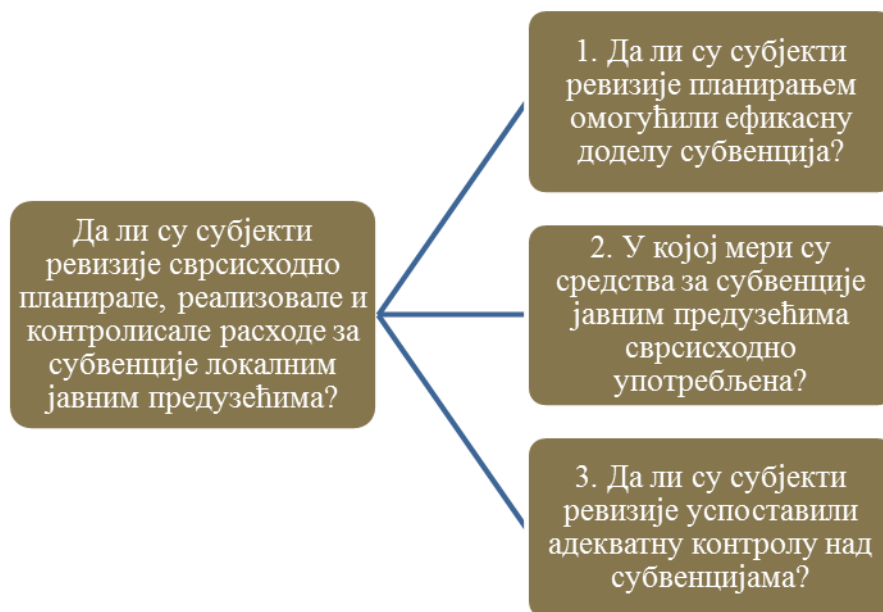 Да ли су субјекти
ревизије сврсисходно
планирале, реализовале и
контролисале расходе за
субвенције локалним
јавним предузећима?
1. Да ли су субјекти
ревизије планирањем
омогућили ефикасну
доделу субвенција?
2. У којој мери су
средства за субвенције
јавним предузећима
сврсисходно
употребљена?
3. Да ли су субјекти
ревизије успоставили
адекватну контролу над
субвенцијама?